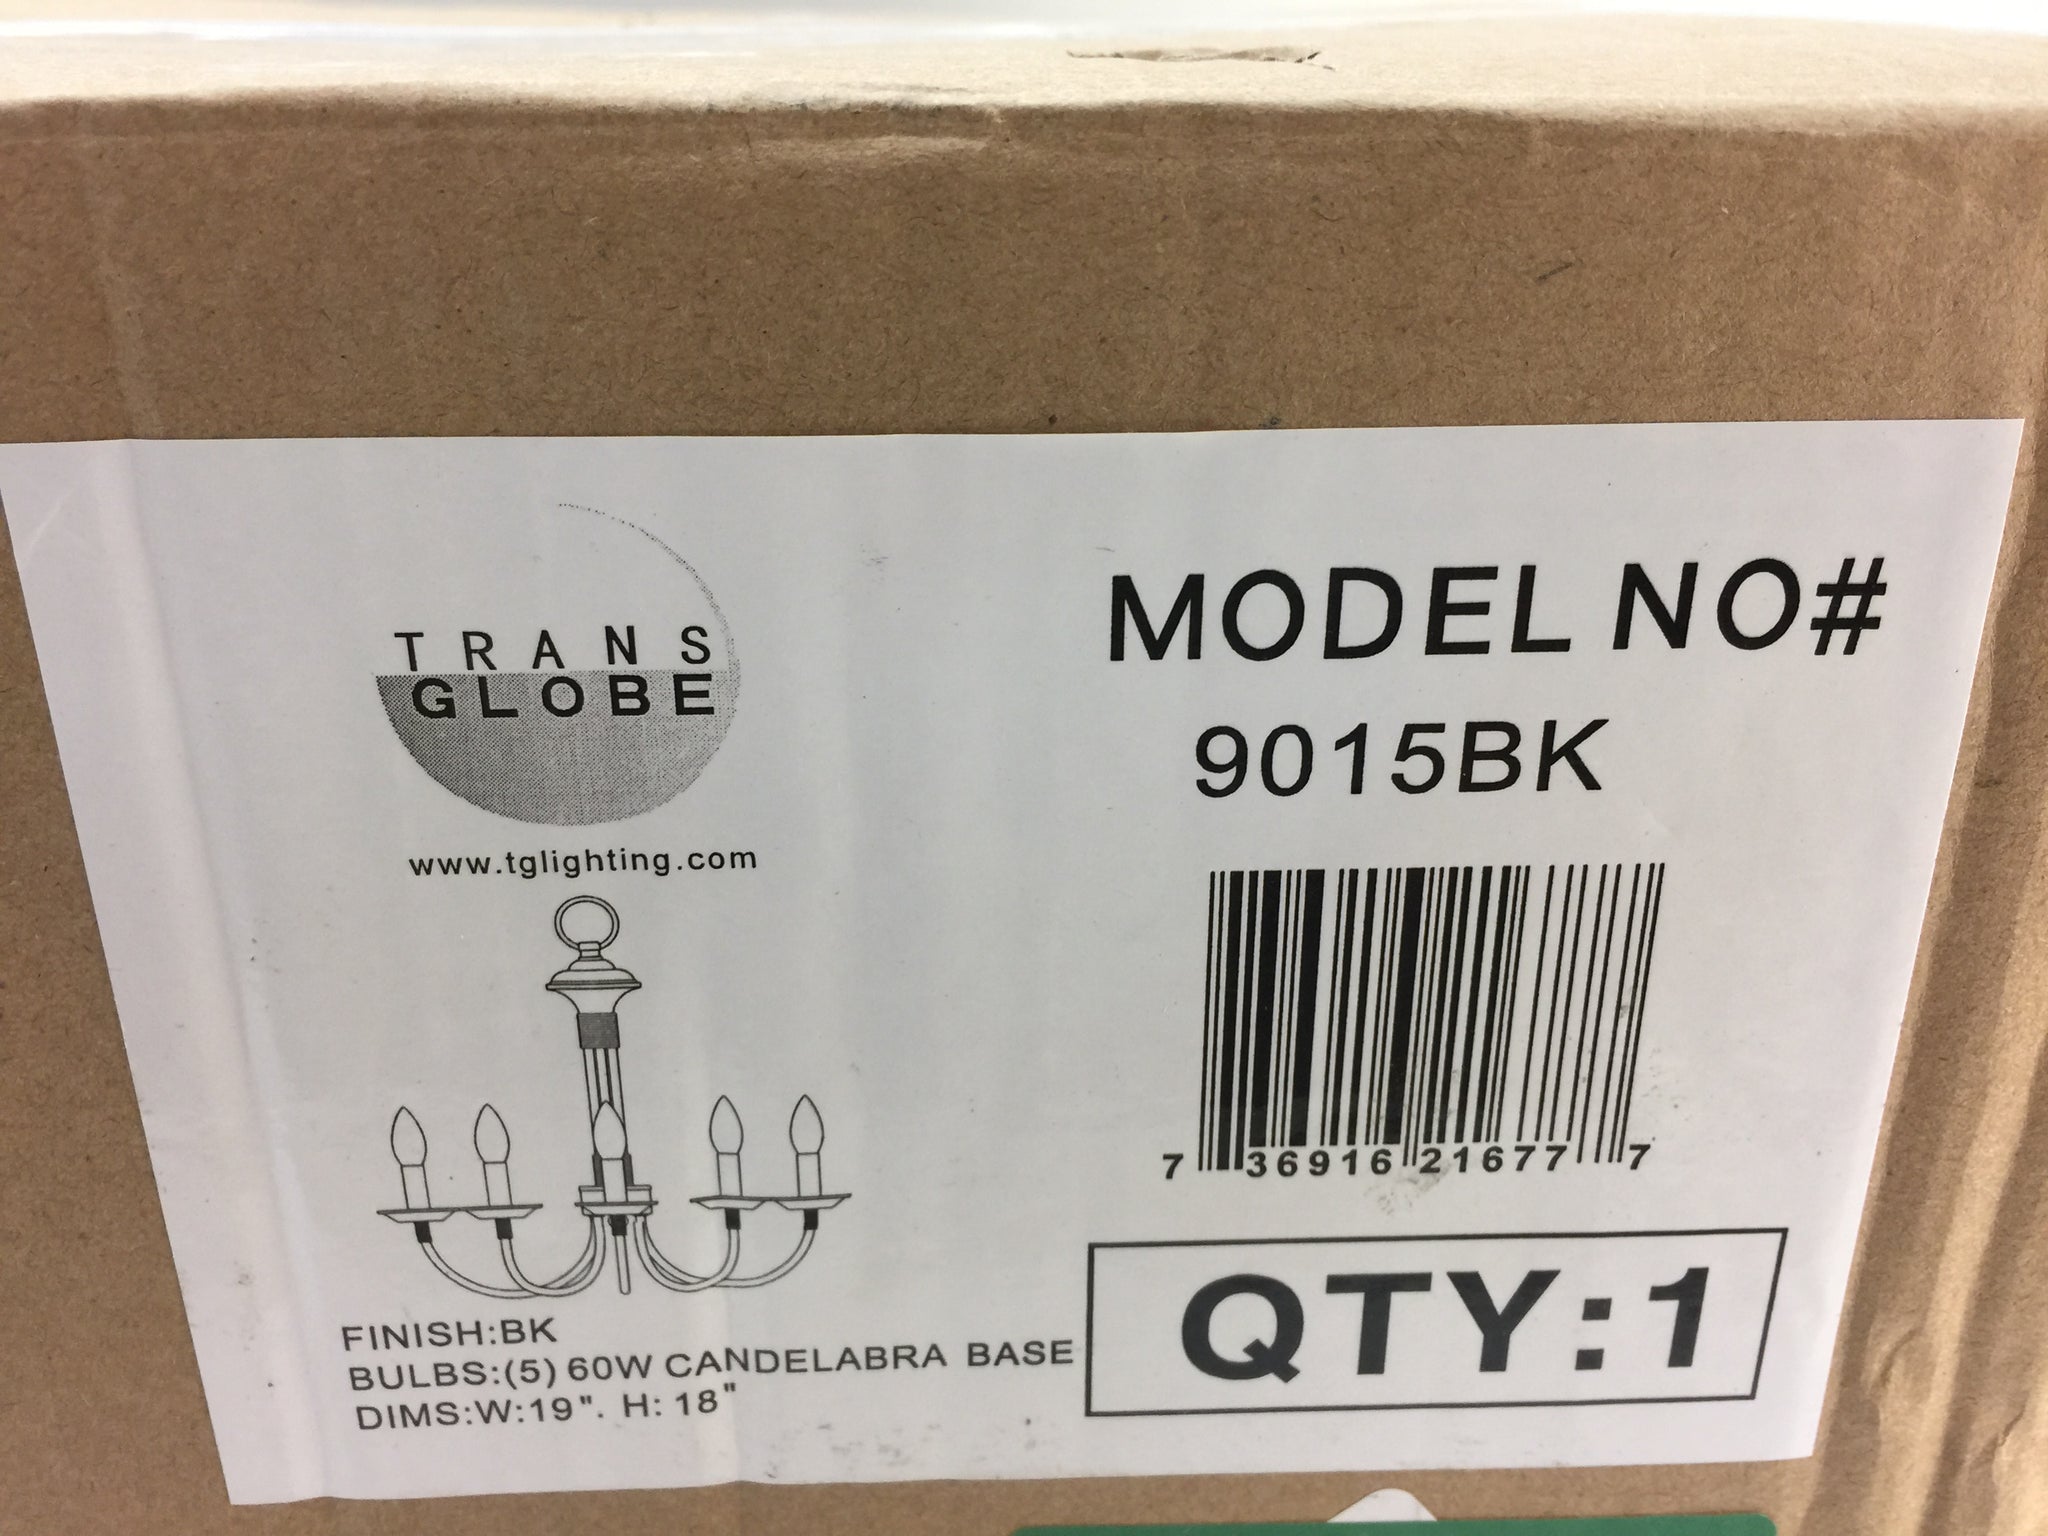 TRANS
GLOBE
www.tglighting.com
FINISH:BK
BULBS:(5) 60W CANDELABRA BASE
DIMS:W:19". H: 18"
MODEL NO#
9015BK
7 36916 21677 7
QTY:1